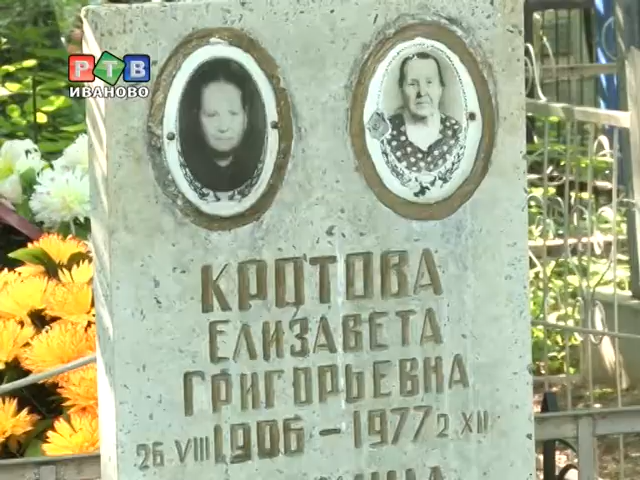 РТВ
ИВАНОВО
КРОТОВА
ЕЛИЗАВЕТА
ГРИГОРЬЕВНА
26 VIII 1906 – 1977 2 XII